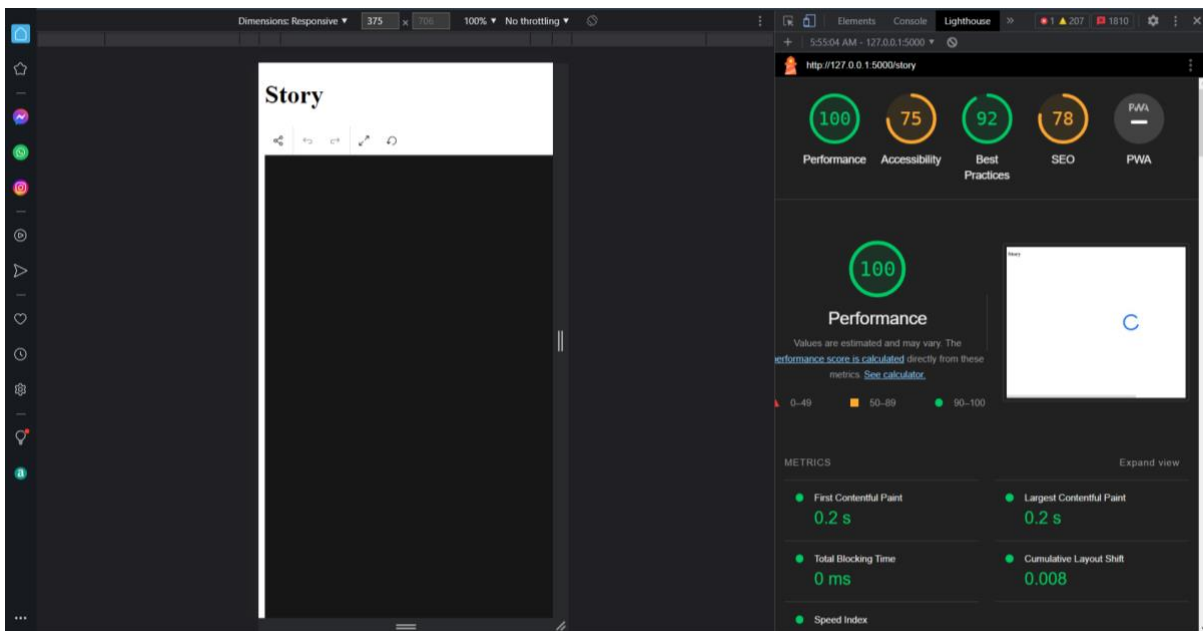 Dimensions: Responsive ▼ 375 × 706 100% ▼ No throttling ▼
Elements Console Lighthouse » 1 207 1810
+ 5:55:04 AM - 127.0.0.1:5000 ▼
http://127.0.0.1:5000/story
Story
100 75 92 78 PWA
Performance Accessibility Best Practices SEO PWA
100
Story
Performance
Values are estimated and may vary. The
performance score is calculated directly from these
metrics. See calculator.
0–49 50–89 90–100
METRICS Expand view
First Contentful Paint Largest Contentful Paint
0.2 s 0.2 s
Total Blocking Time Cumulative Layout Shift
0 ms 0.008
Speed Index